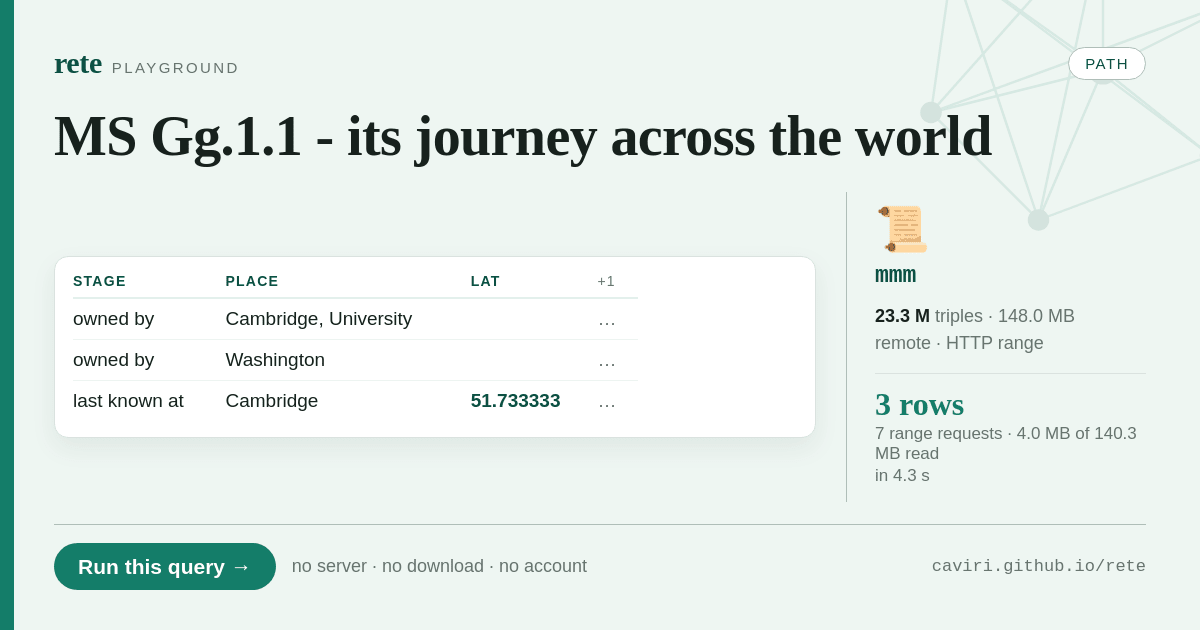 rete PLAYGROUND
PATH
MS Gg.1.1 - its journey across the world
STAGE PLACE LAT +1
owned by Cambridge, University …
owned by Washington …
last known at Cambridge 51.733333 …
mmm
23.3 M triples · 148.0 MB
remote · HTTP range
3 rows
7 range requests · 4.0 MB of 140.3
MB read
in 4.3 s
Run this query →
no server · no download · no account
caviri.github.io/rete